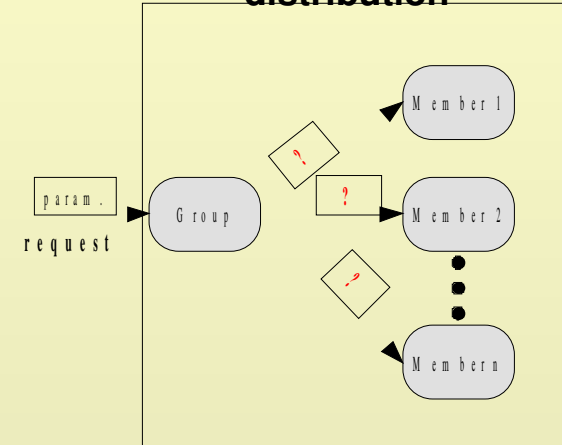 distribution
Member 1
?
param.
?
Group
Member 2
request
?
Member n